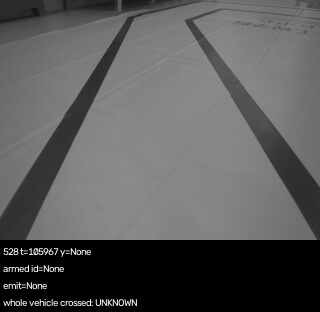 528 t=105967 y=None
armed id=None
emit=None
whole vehicle crossed: UNKNOWN